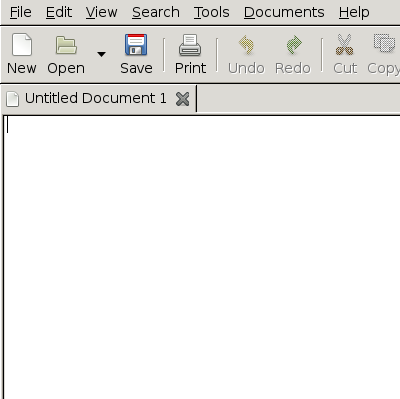 File Edit View Search Tools Documents Help
New Open Save Print Undo Redo Cut Copy
Untitled Document 1